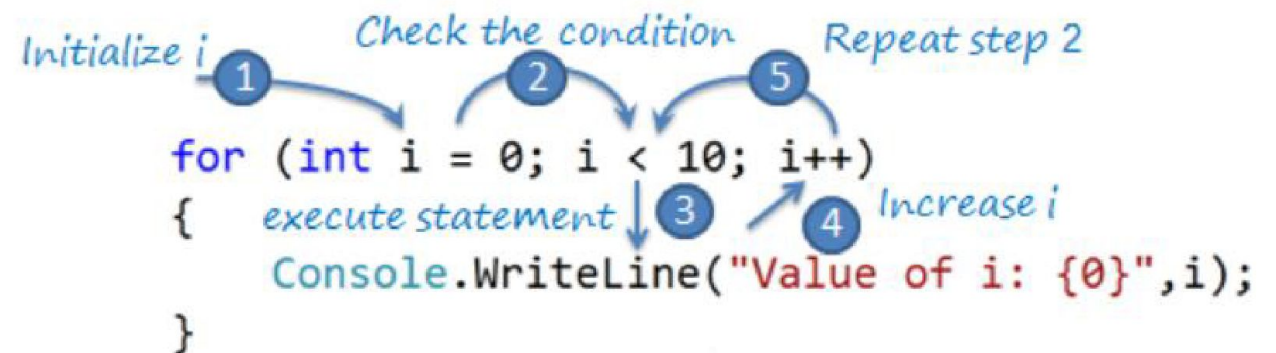 Initialize i 1 Check the condition 2 5 Repeat step 2
for (int i = 0; i < 10; i++)
{ execute statement 3 4 Increase i
Console.WriteLine("Value of i: {0}",i);
}